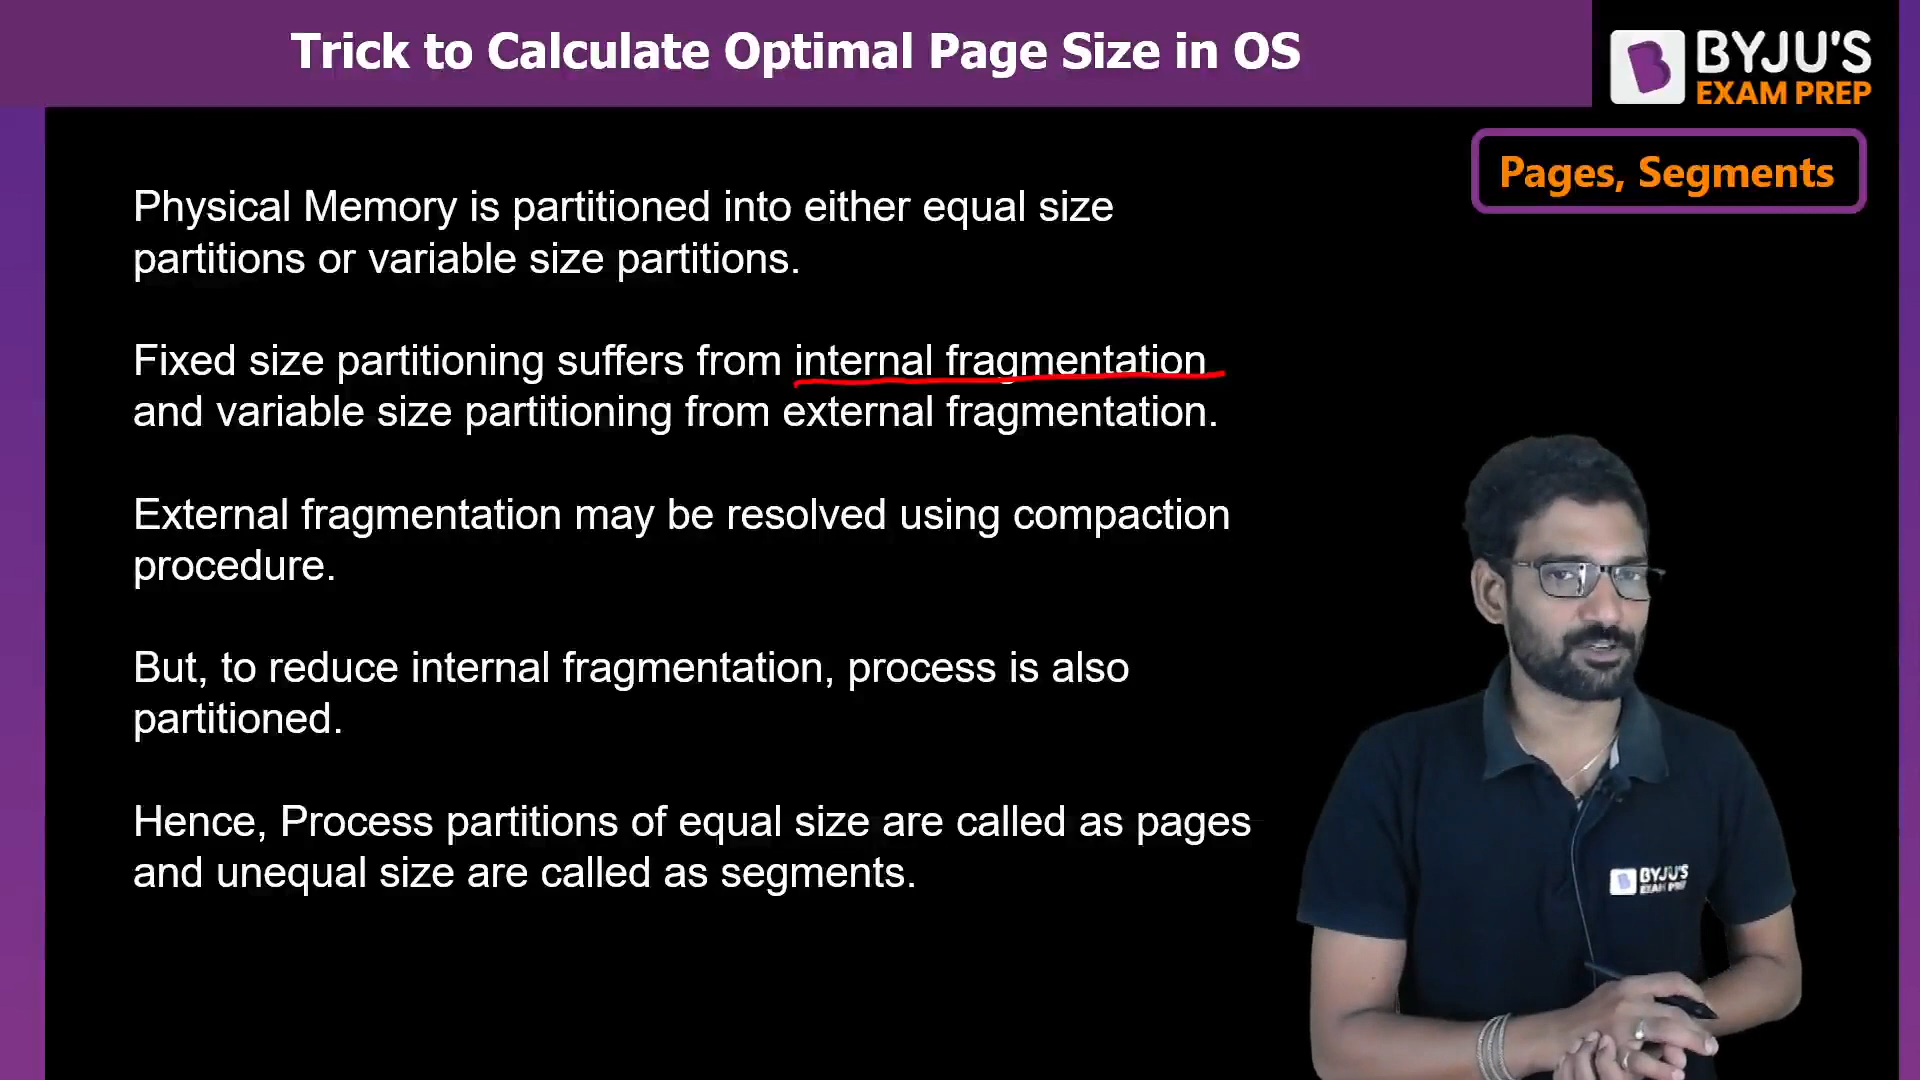 Trick to Calculate Optimal Page Size in OS
BYJU'S
EXAM PREP
Pages, Segments
Physical Memory is partitioned into either equal size
partitions or variable size partitions.
Fixed size partitioning suffers from internal fragmentation
and variable size partitioning from external fragmentation.
External fragmentation may be resolved using compaction
procedure.
But, to reduce internal fragmentation, process is also
partitioned.
Hence, Process partitions of equal size are called as pages
and unequal size are called as segments.
BYJU'S
EXAM PREP